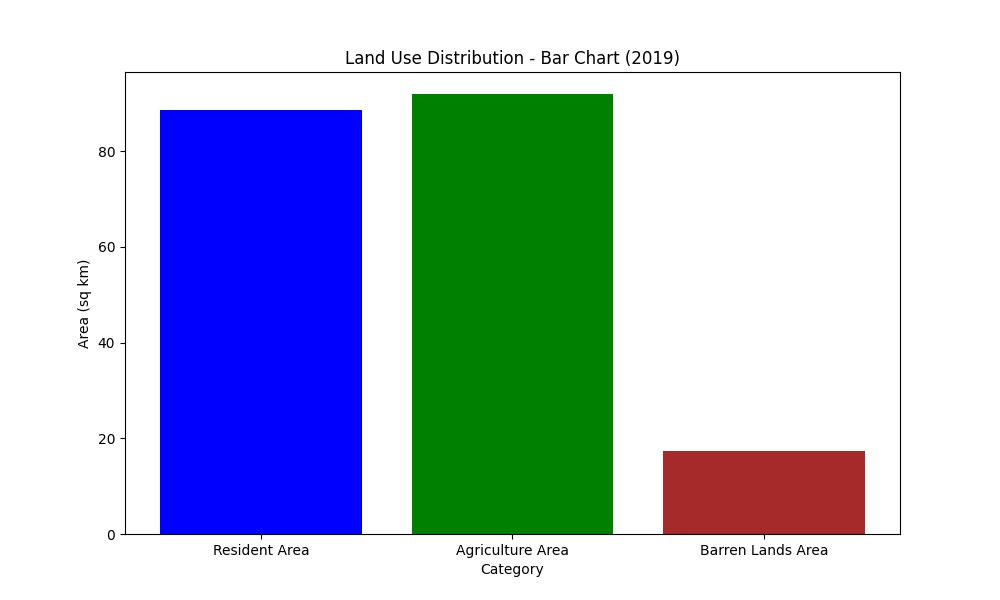 Land Use Distribution - Bar Chart (2019)
80
60
40
20
0
Area (sq km)
Resident Area
Agriculture Area
Barren Lands Area
Category